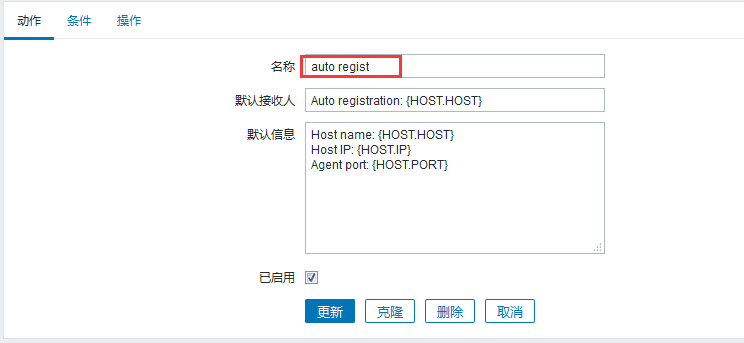 动作 条件 操作
名称 auto regist
默认接收人 Auto registration: {HOST.HOST}
默认信息 Host name: {HOST.HOST}
Host IP: {HOST.IP}
Agent port: {HOST.PORT}
已启用
更新 克隆 删除 取消